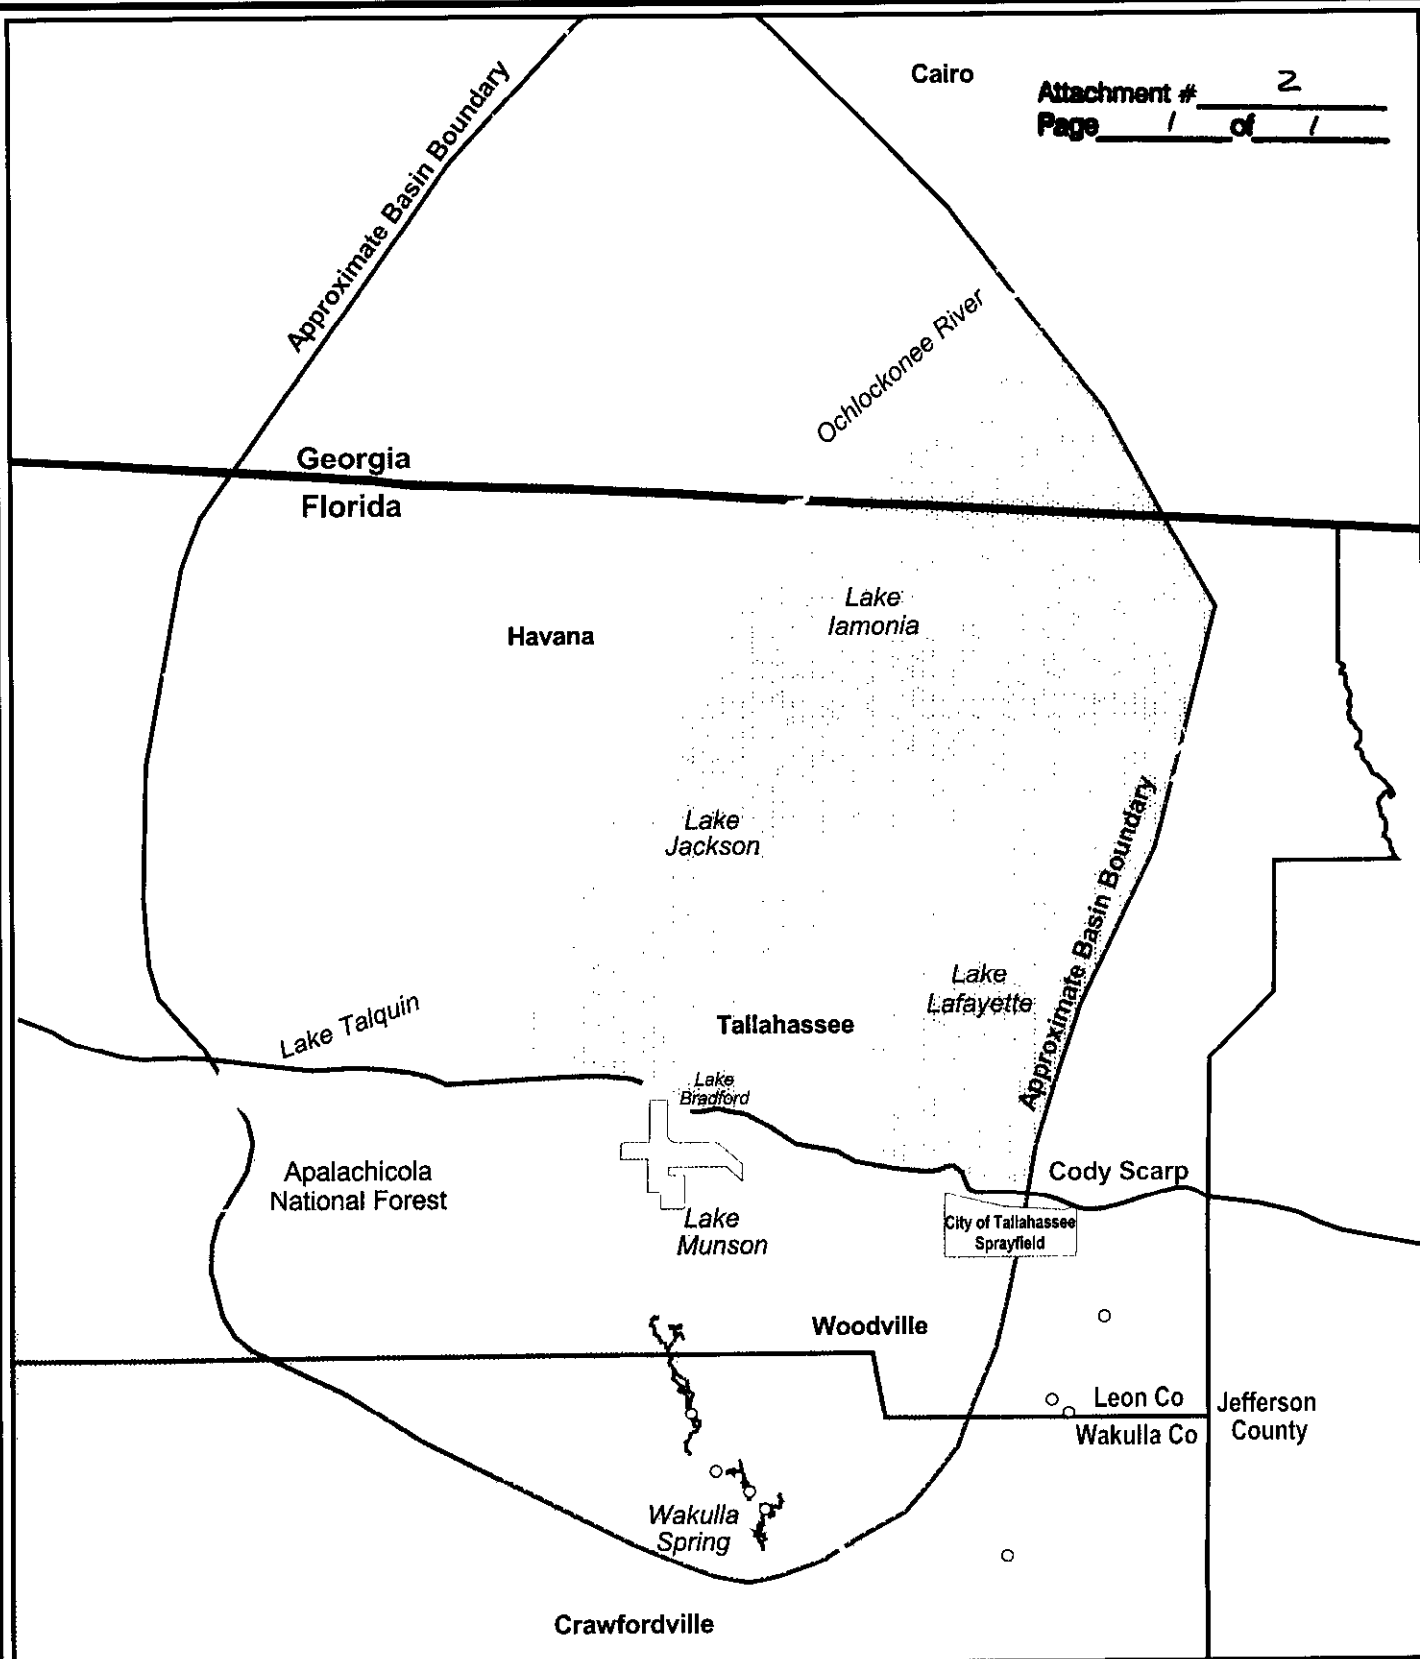 Cairo
Attachment # 2
Page 1 of 1
Approximate Basin Boundary
Ochlockonee River
Georgia
Florida
Lake
Iamonia
Havana
Lake
Jackson
Approximate Basin Boundary
Lake
Lafayette
Lake Talquin
Tallahassee
Lake
Bradford
Apalachicola
National Forest
Cody Scarp
Lake
Munson
City of Tallahassee
Sprayfield
Woodville
Leon Co
Wakulla Co
Jefferson
County
Wakulla
Spring
Crawfordville